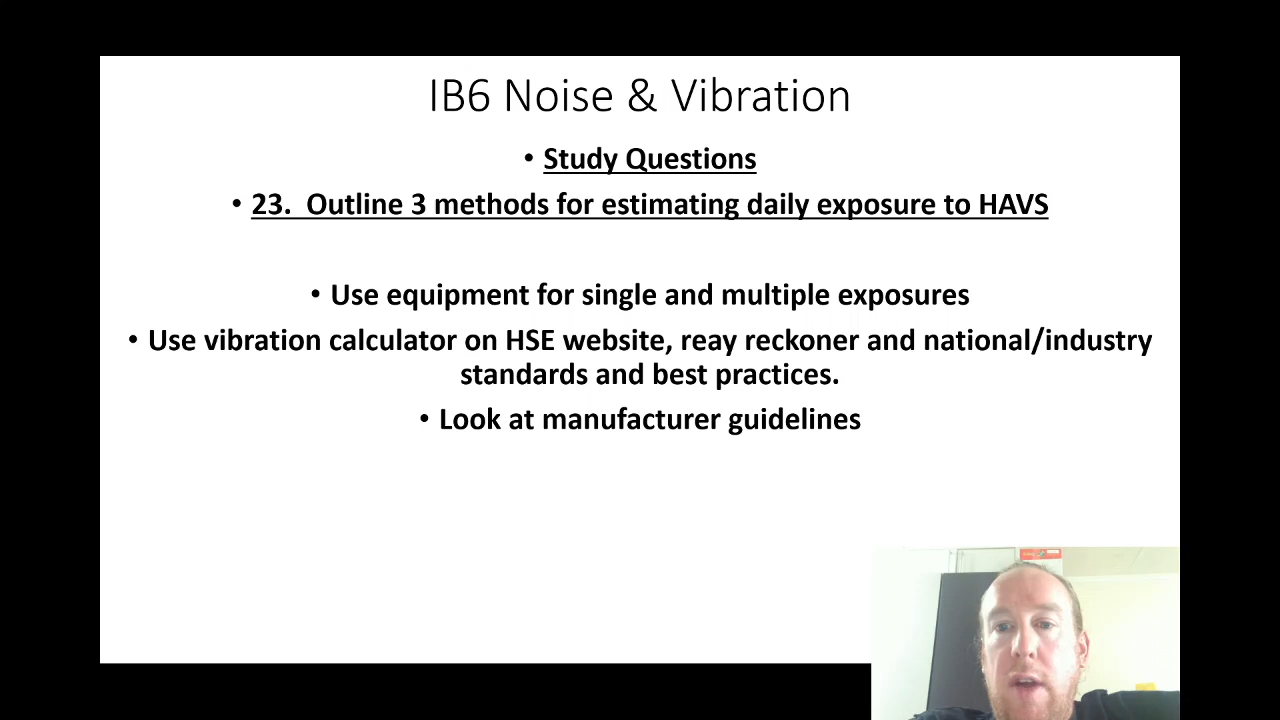 IB6 Noise & Vibration
• Study Questions
• 23.  Outline 3 methods for estimating daily exposure to HAVS
• Use equipment for single and multiple exposures
• Use vibration calculator on HSE website, reay reckoner and national/industry
standards and best practices.
• Look at manufacturer guidelines